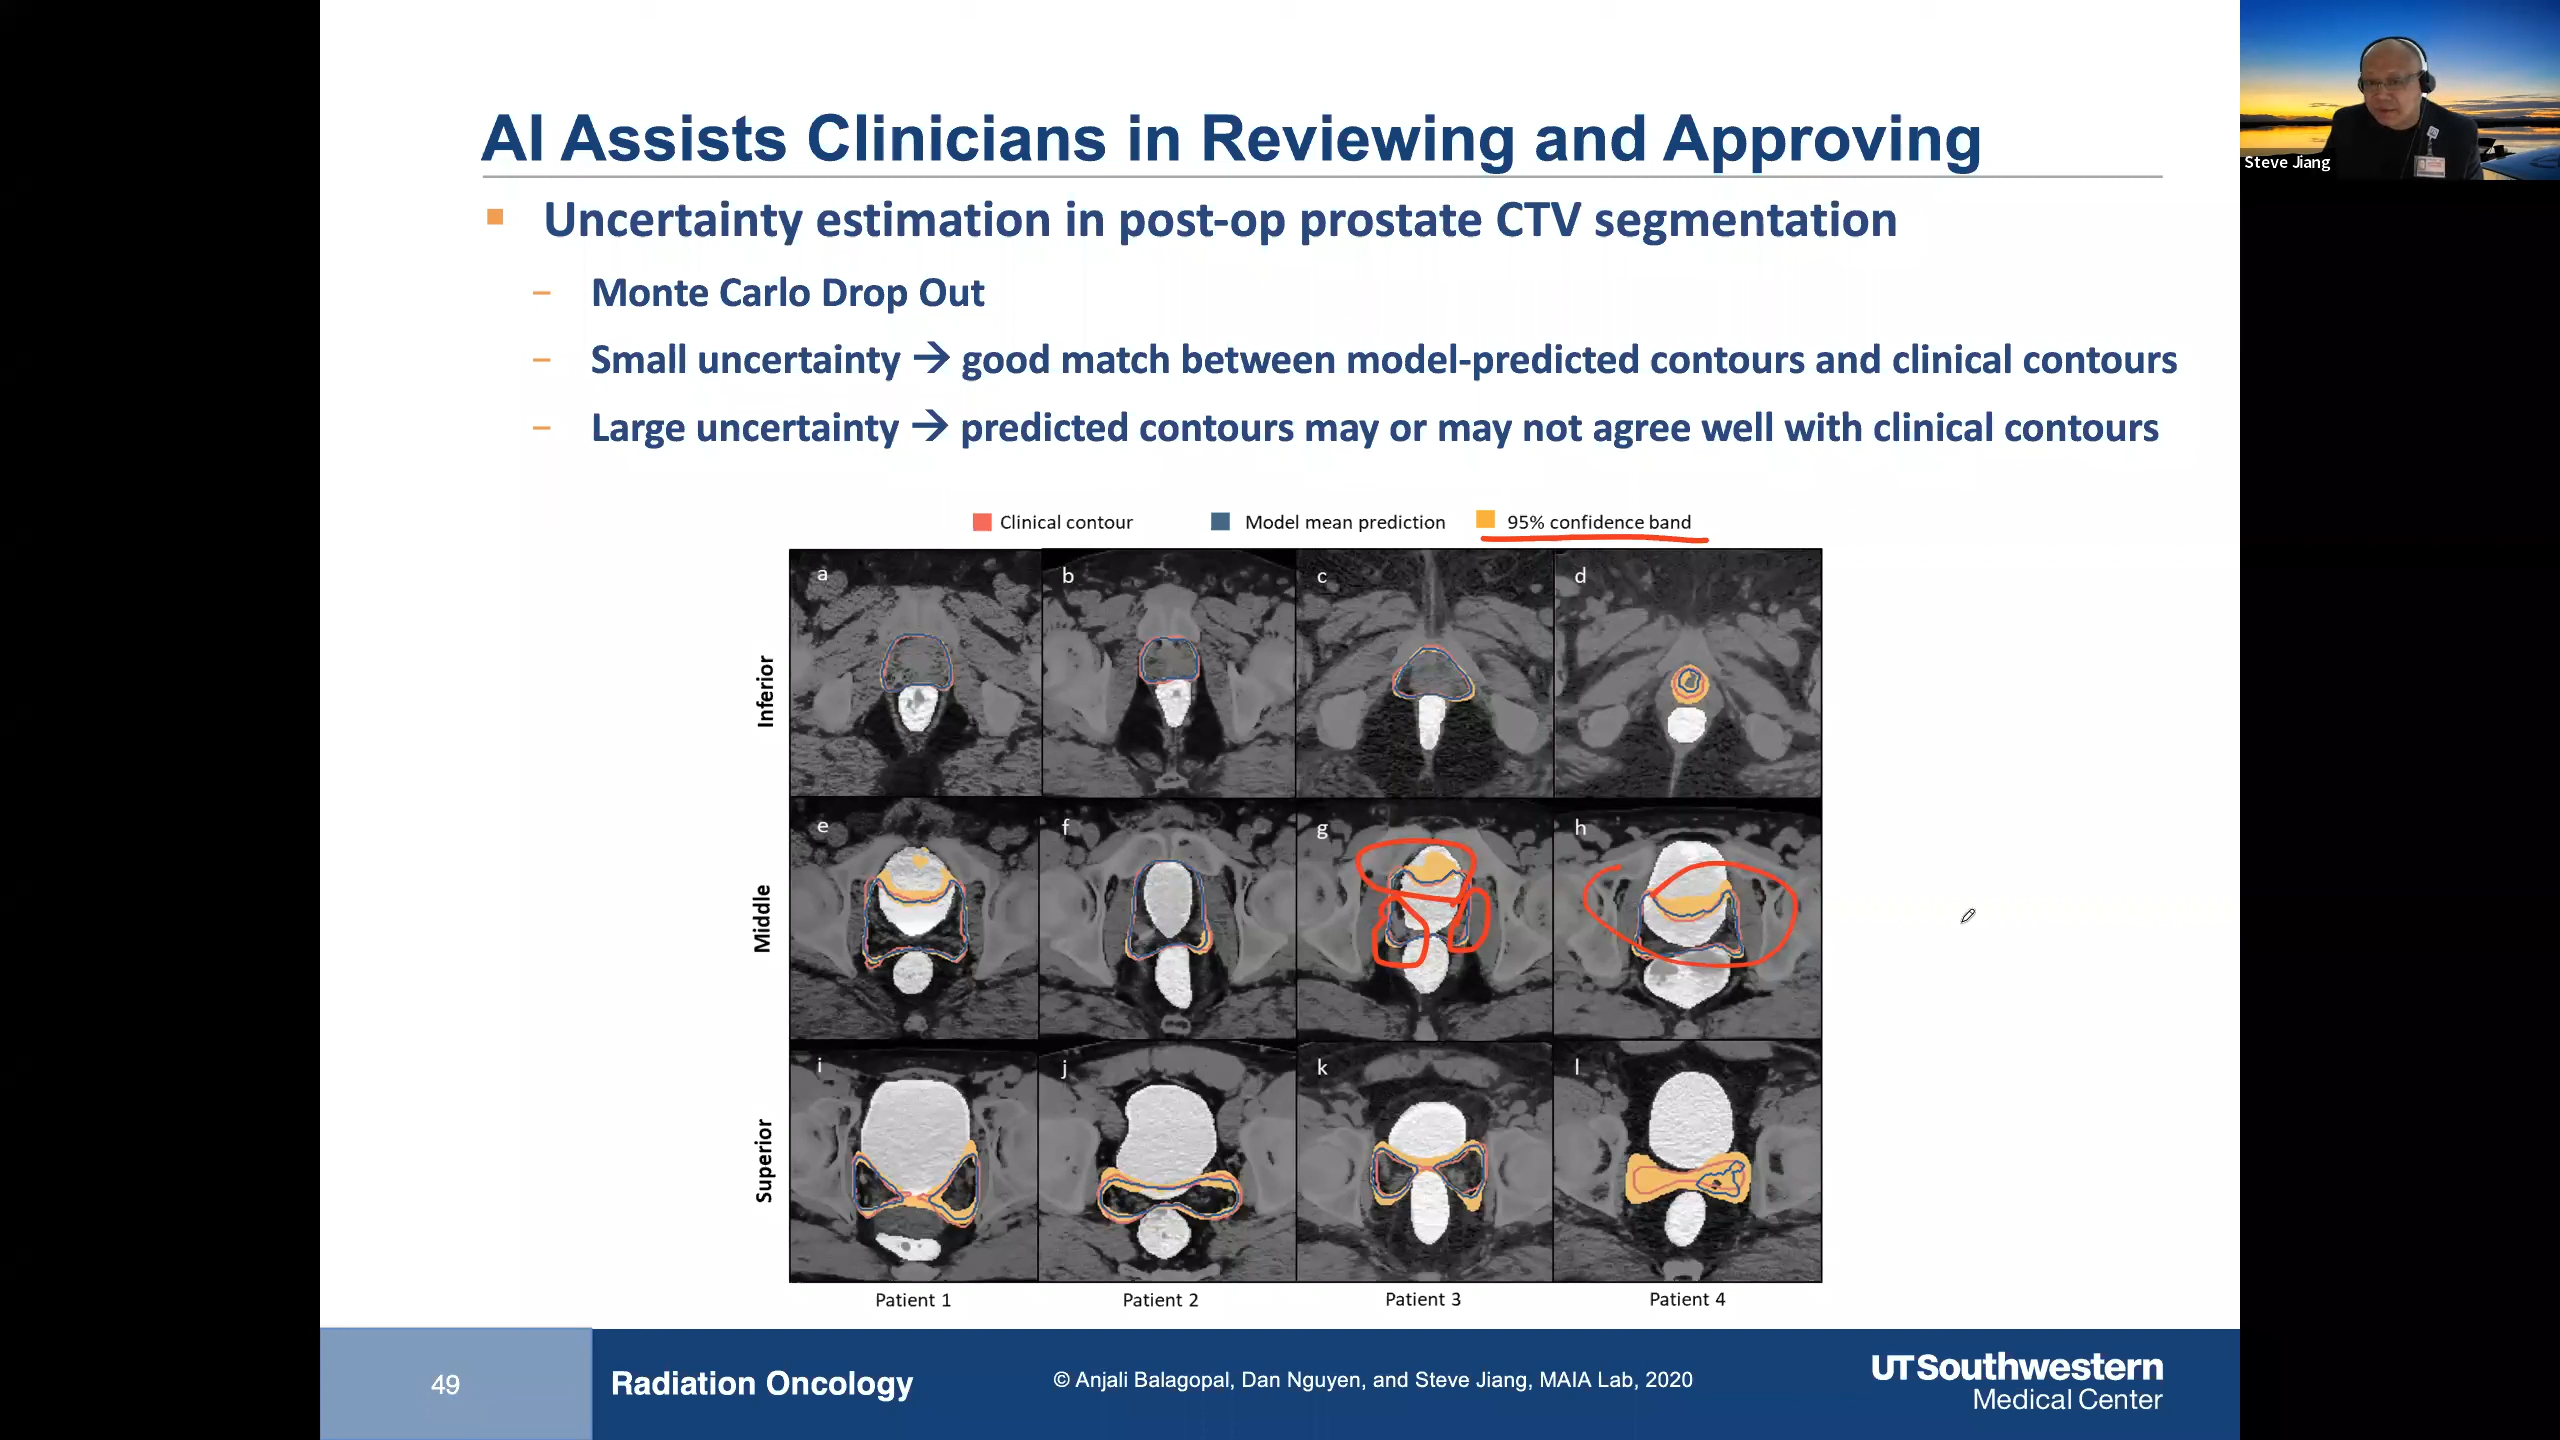 AI Assists Clinicians in Reviewing and Approving
Steve Jiang
Uncertainty estimation in post-op prostate CTV segmentation
– Monte Carlo Drop Out
– Small uncertainty → good match between model-predicted contours and clinical contours
– Large uncertainty → predicted contours may or may not agree well with clinical contours
Clinical contour Model mean prediction 95% confidence band
a b c d
Inferior
e f g h
Middle
i j k l
Superior
Patient 1 Patient 2 Patient 3 Patient 4
49 Radiation Oncology © Anjali Balagopal, Dan Nguyen, and Steve Jiang, MAIA Lab, 2020
UT Southwestern
Medical Center